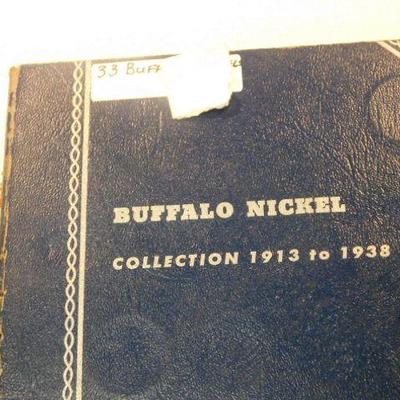 33 BUFF
BUFFALO NICKEL
COLLECTION 1913 to 1938